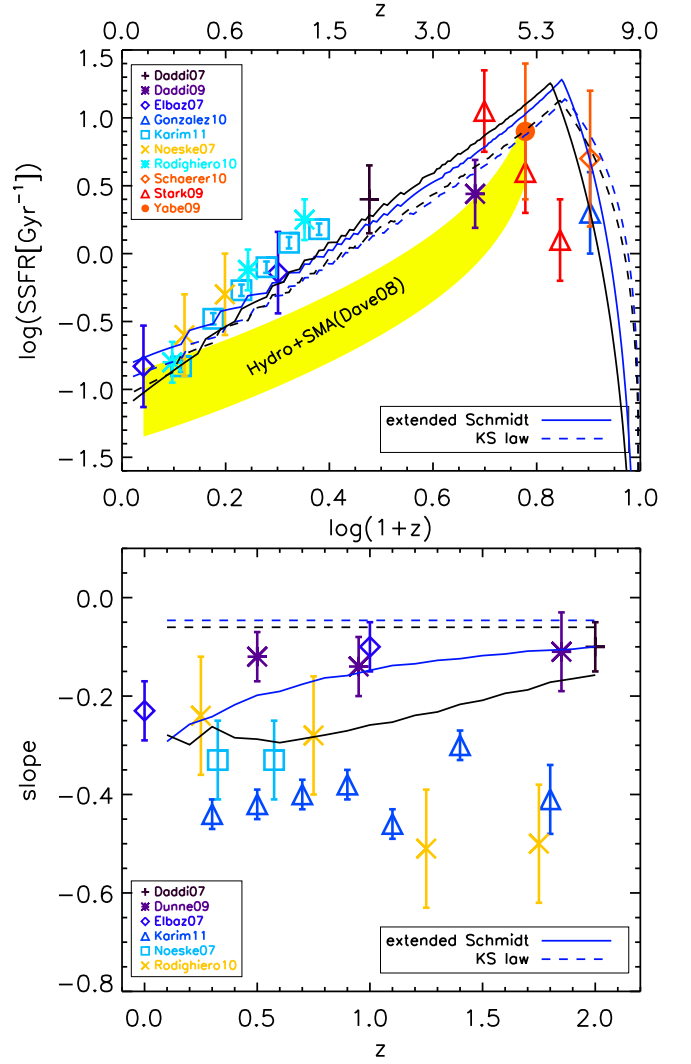 z
0.0 0.6 1.5 3.0 5.3 9.0
1.5
1.0
0.5
0.0
−0.5
−1.0
−1.5
log(SSFR[Gyr⁻¹])
Daddi07
Daddi09
Elbaz07
Gonzalez10
Karim11
Noeske07
Rodighiero10
Schaerer10
Stark09
Yabe09
Hydro+SMA(Dave08)
extended Schmidt
KS law
0.0 0.2 0.4 0.6 0.8 1.0
log(1+z)
0.0
−0.2
−0.4
−0.6
−0.8
slope
Daddi07
Dunne09
Elbaz07
Karim11
Noeske07
Rodighiero10
extended Schmidt
KS law
0.0 0.5 1.0 1.5 2.0
z